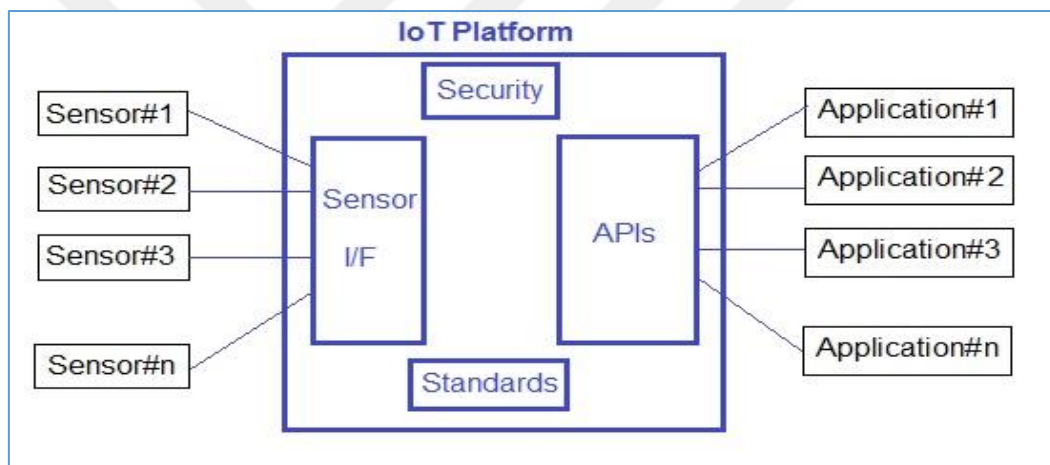 IoT Platform
Security
Sensor#1
Sensor#2
Sensor#3
Sensor#n
Sensor
I/F
APIs
Standards
Application#1
Application#2
Application#3
Application#n